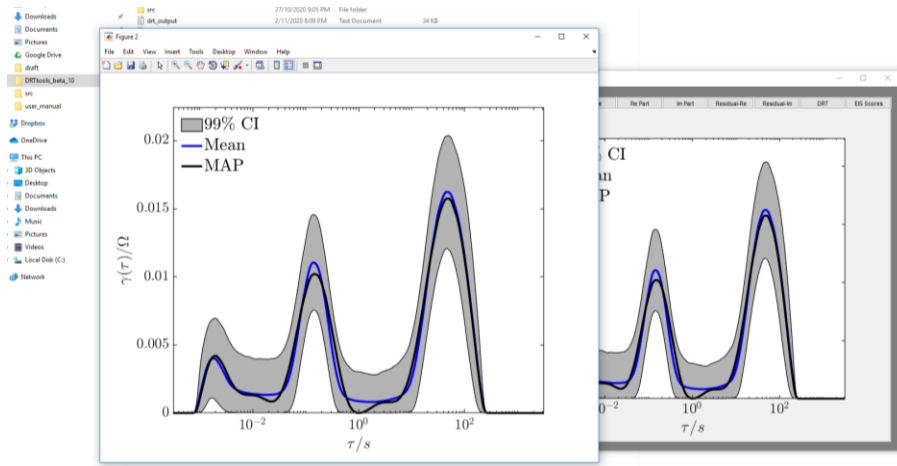 Downloads
Documents
Pictures
Google Drive
draft
DRTtools_beta_10
src
user_manual
Dropbox
OneDrive
This PC
3D Objects
Desktop
Documents
Downloads
Music
Pictures
Videos
Local Disk (C:)
Network
src 27/10/2020 9:05 PM File folder
drt_output 2/11/2020 8:09 PM Text Document 34 KB
Figure 2
File Edit View Insert Tools Desktop Window Help
99% CI
Mean
MAP
0.02
0.015
0.01
0.005
0
γ(τ)/Ω
10⁻² 10⁰ 10²
τ/s
Re Part Im Part Residual-Re Residual-Im DRT EIS Scores
CI
10⁰ 10²
τ/s